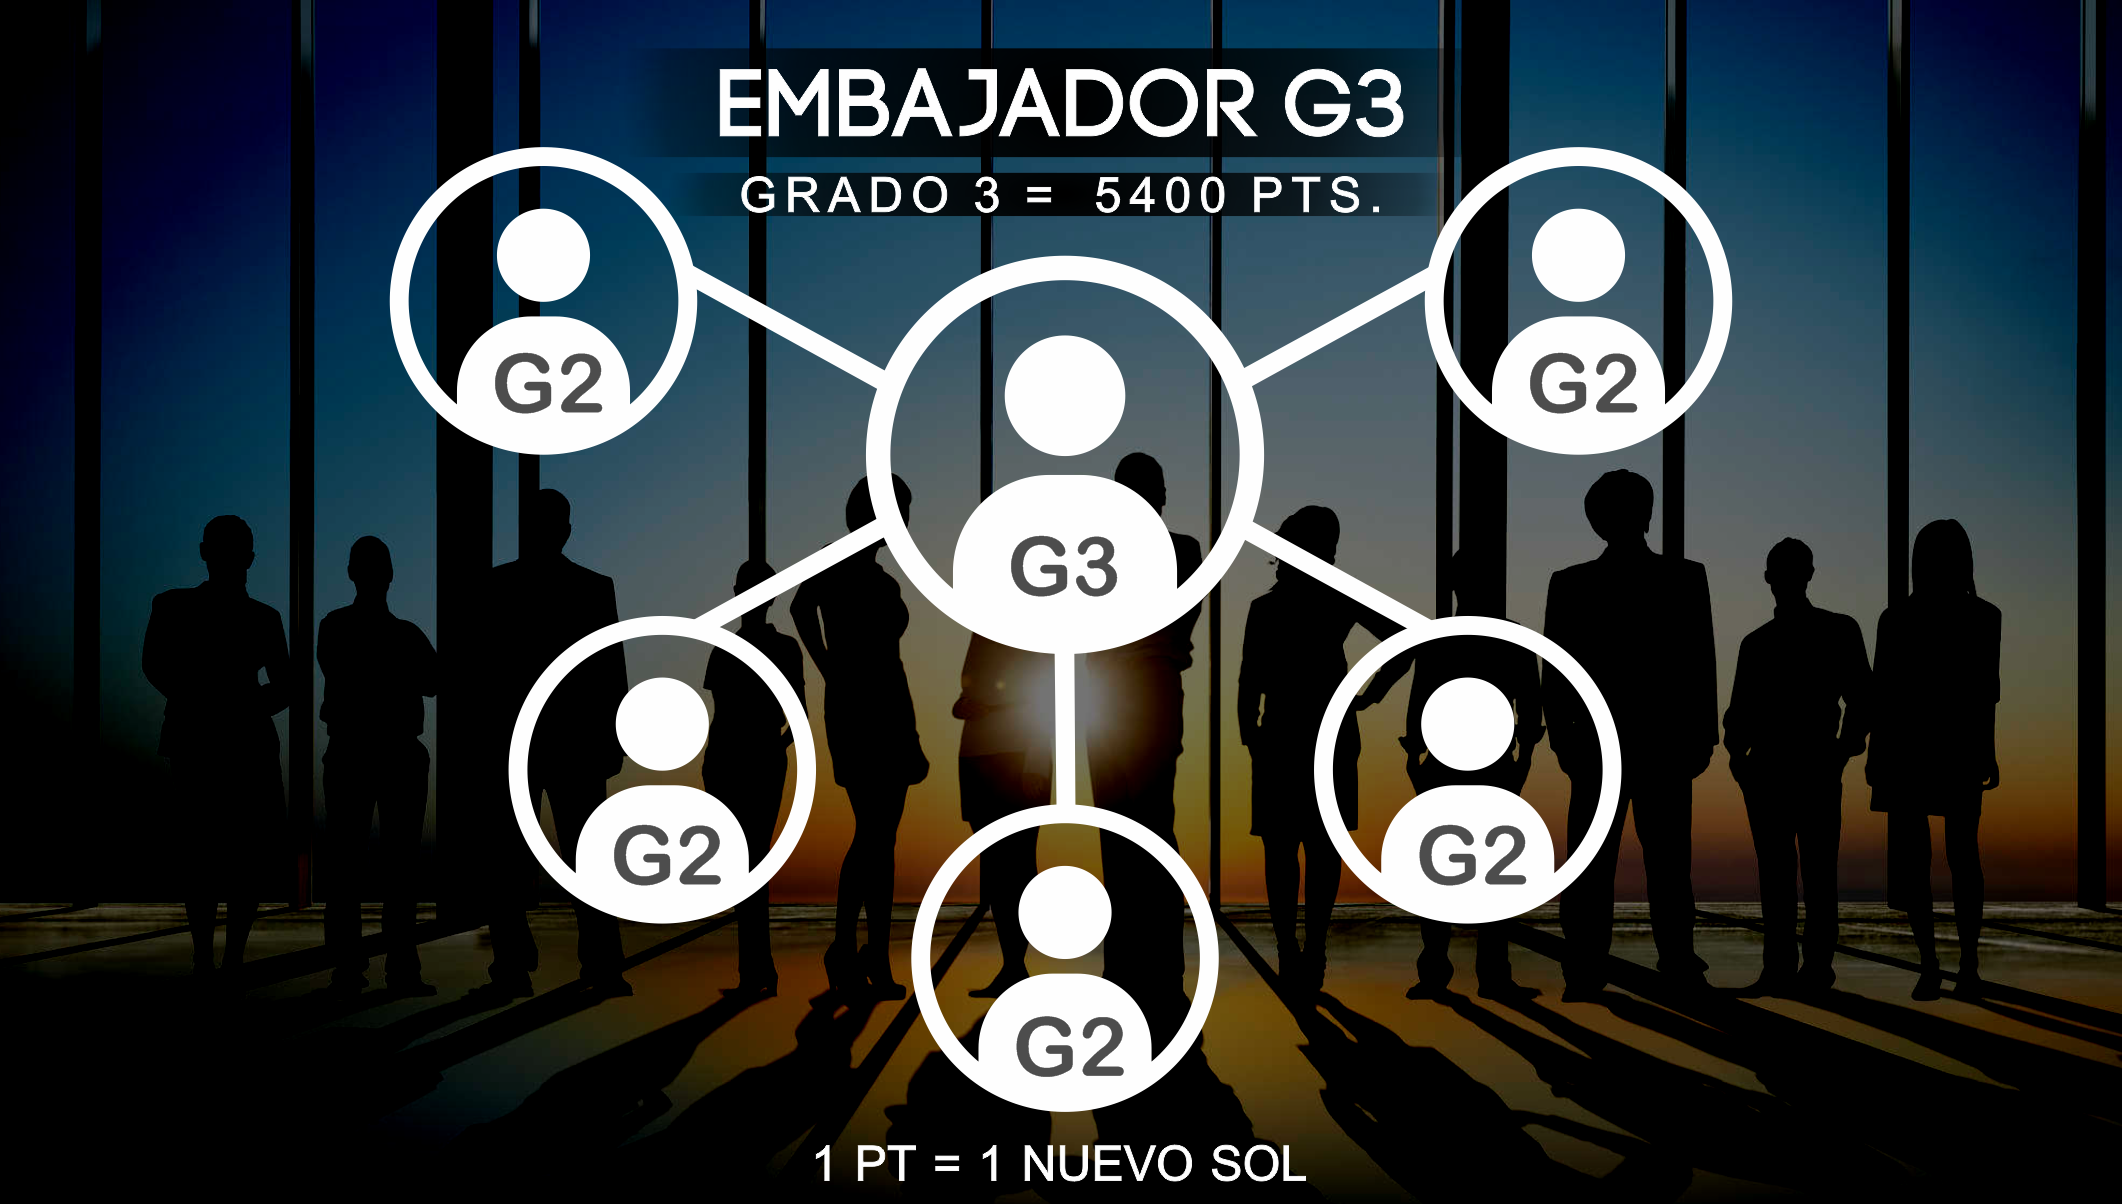 EMBAJADOR G3
GRADO 3 = 5400 PTS.
G2
G2
G3
G2
G2
G2
1 PT = 1 NUEVO SOL